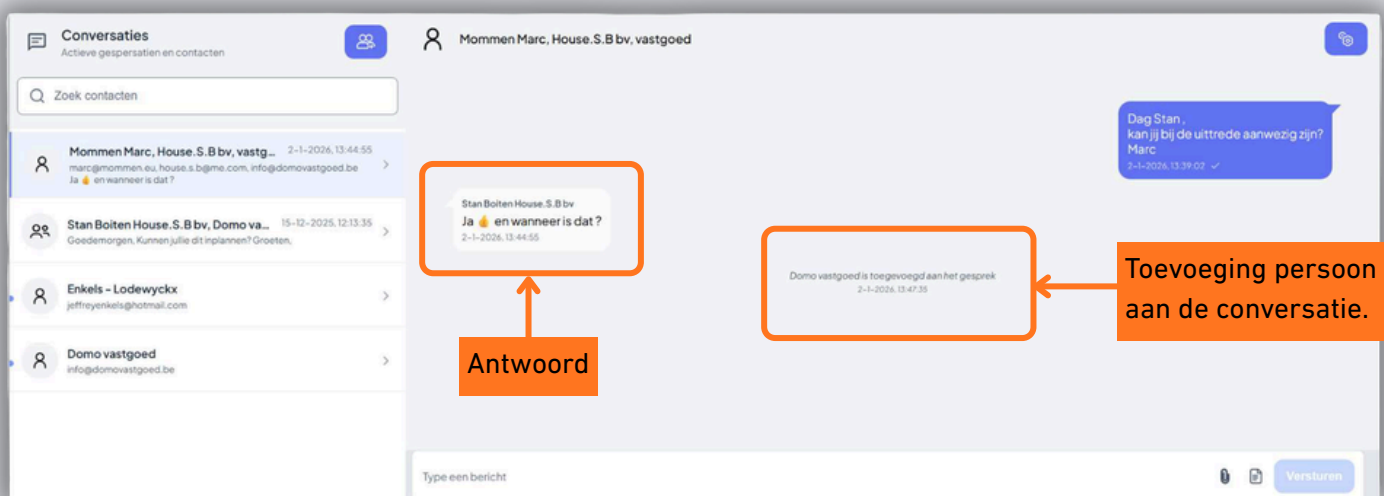 Conversaties
Actieve gespersatien en contacten
Zoek contacten
Mommen Marc, House.S.B bv, vastg... 2-1-2026, 13:44:55
marc@mommen.eu, house.s.b@me.com, info@domovastgoed.be
Ja 👍 en wanneer is dat ?
Stan Boiten House.S.B bv, Domo va... 15-12-2025, 12:13:35
Goedemorgen, Kunnen jullie dit inplannen? Groeten,
Enkels - Lodewyckx
jeffreyenkels@hotmail.com
Domo vastgoed
info@domovastgoed.be
Mommen Marc, House.S.B bv, vastgoed
Dag Stan ,
kan jij bij de uittrede aanwezig zijn?
Marc
2-1-2026, 13:39:02 ✓
Stan Boiten House.S.B bv
Ja 👍 en wanneer is dat ?
2-1-2026, 13:44:55
Antwoord
Domo vastgoed is toegevoegd aan het gesprek
2-1-2026, 13:47:35
Toevoeging persoon
aan de conversatie.
Type een bericht
Versturen